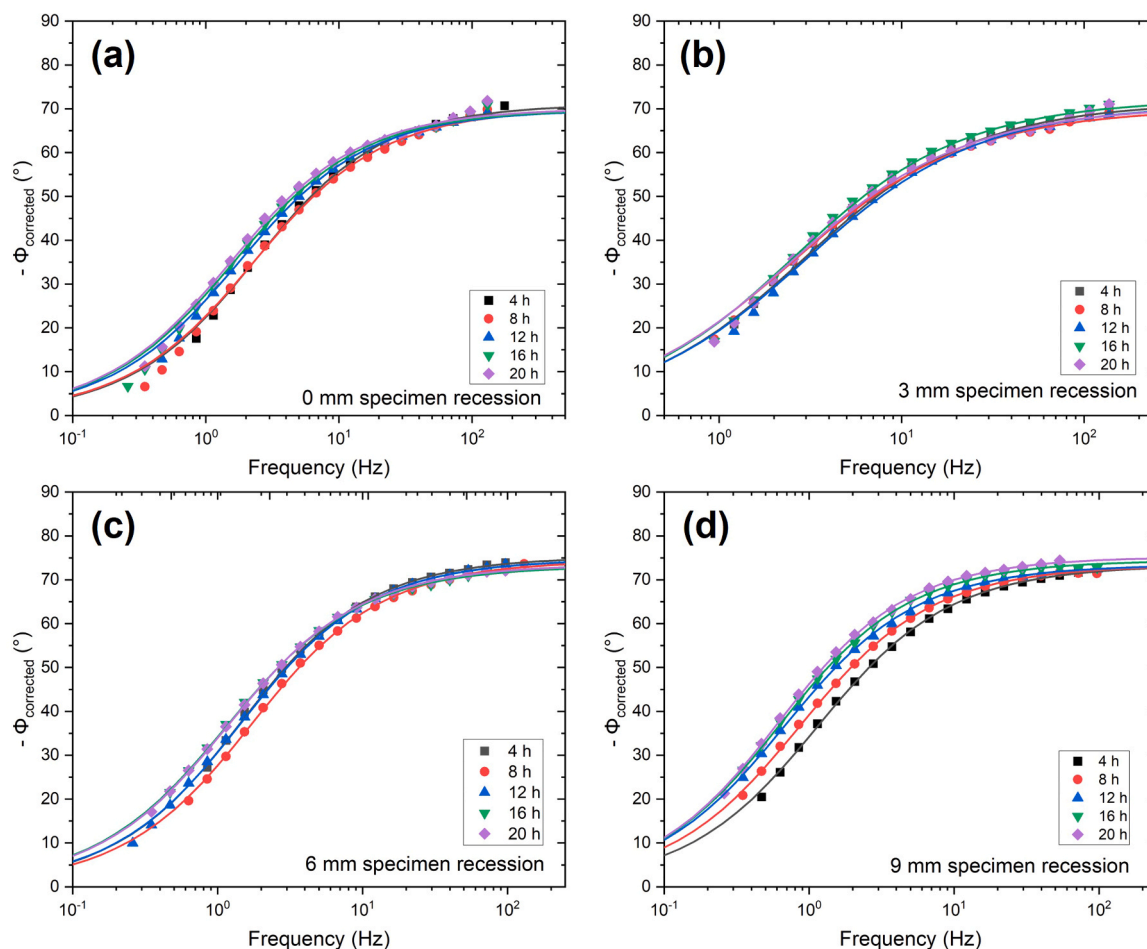 (a)
90
80
70
60
50
40
30
20
10
0
- Φcorrected (°)
4 h
8 h
12 h
16 h
20 h
0 mm specimen recession
10⁻¹ 10⁰ 10¹ 10²
Frequency (Hz)
(b)
90
80
70
60
50
40
30
20
10
0
- Φcorrected (°)
4 h
8 h
12 h
16 h
20 h
3 mm specimen recession
10⁰ 10¹ 10²
Frequency (Hz)
(c)
90
80
70
60
50
40
30
20
10
0
- Φcorrected (°)
4 h
8 h
12 h
16 h
20 h
6 mm specimen recession
10⁻¹ 10⁰ 10¹ 10²
Frequency (Hz)
(d)
90
80
70
60
50
40
30
20
10
0
- Φcorrected (°)
4 h
8 h
12 h
16 h
20 h
9 mm specimen recession
10⁻¹ 10⁰ 10¹ 10²
Frequency (Hz)